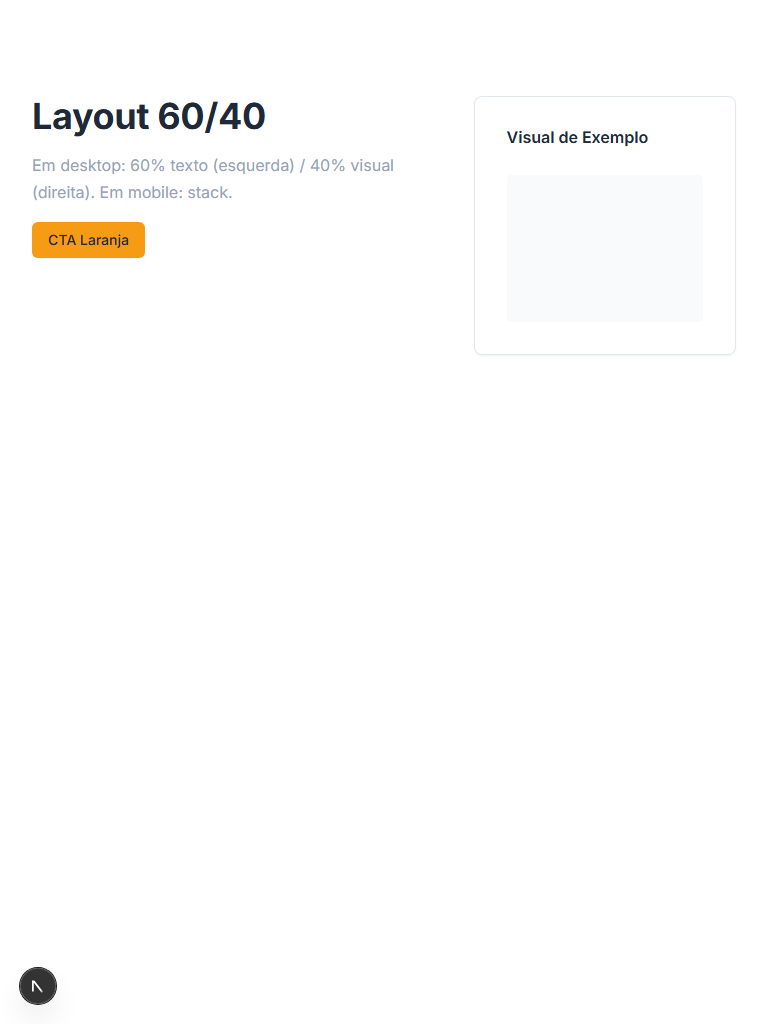 Layout 60/40
Em desktop: 60% texto (esquerda) / 40% visual
(direita). Em mobile: stack.
CTA Laranja
Visual de Exemplo